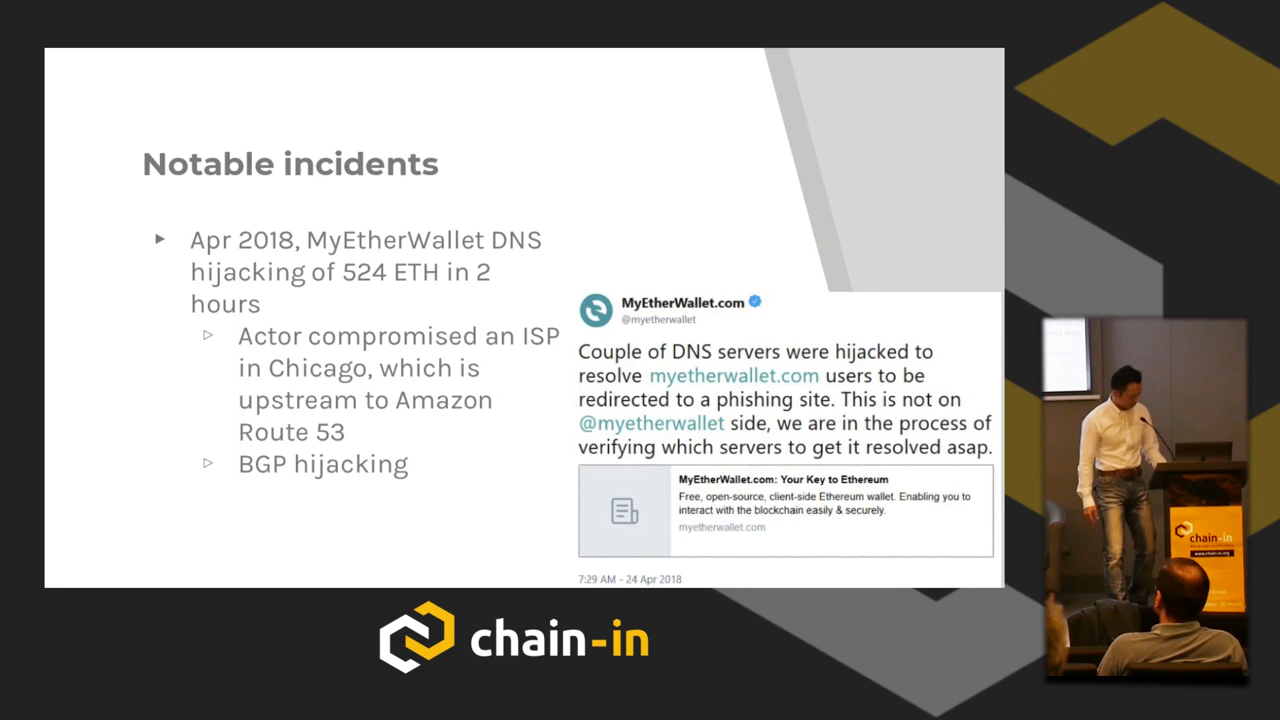 Notable incidents
▸ Apr 2018, MyEtherWallet DNS
hijacking of 524 ETH in 2
hours
▹ Actor compromised an ISP
in Chicago, which is
upstream to Amazon
Route 53
▹ BGP hijacking
MyEtherWallet.com
@myetherwallet
Couple of DNS servers were hijacked to
resolve myetherwallet.com users to be
redirected to a phishing site. This is not on
@myetherwallet side, we are in the process of
verifying which servers to get it resolved asap.
MyEtherWallet.com: Your Key to Ethereum
Free, open-source, client-side Ethereum wallet. Enabling you to
interact with the blockchain easily & securely.
myetherwallet.com
7:29 AM - 24 Apr 2018
chain-in
chain-in
www.chain-in.org